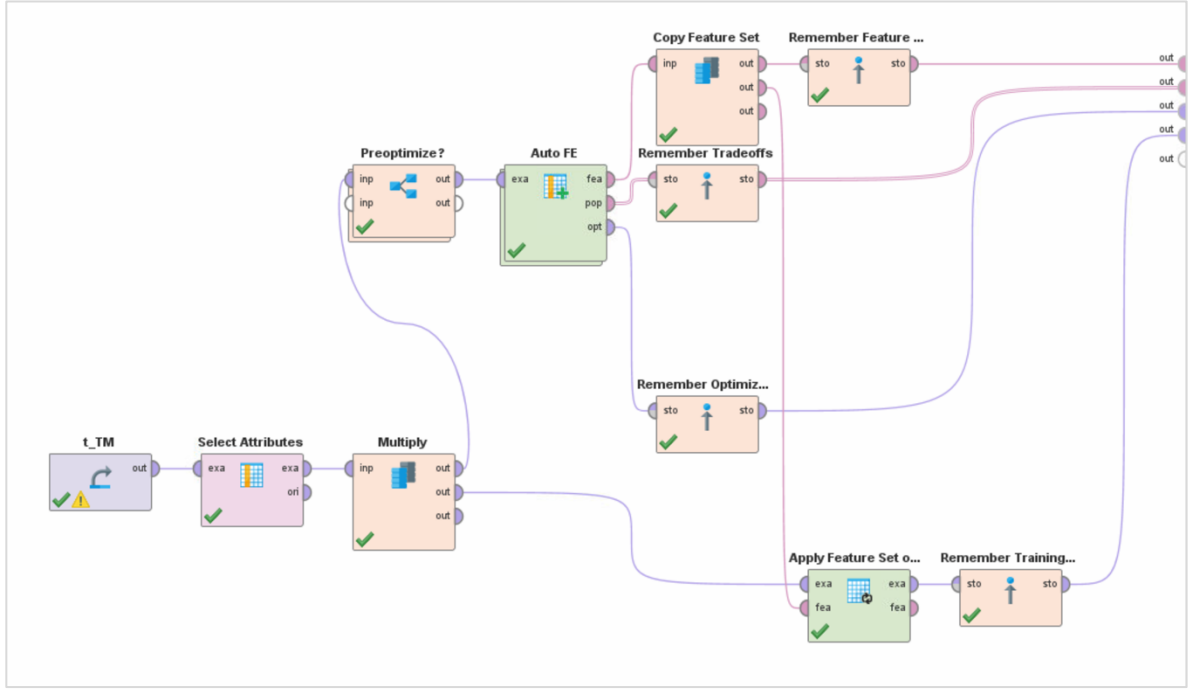 Copy Feature Set
Remember Feature ...
inp out
out
out
sto sto
out
out
out
out
out
Preoptimize?
Auto FE
Remember Tradeoffs
inp out
inp out
exa fea
pop
opt
sto sto
Remember Optimiz...
sto sto
t_TM
Select Attributes
Multiply
out
exa exa
ori
inp out
out
out
Apply Feature Set o...
Remember Training...
exa exa
fea fea
sto sto